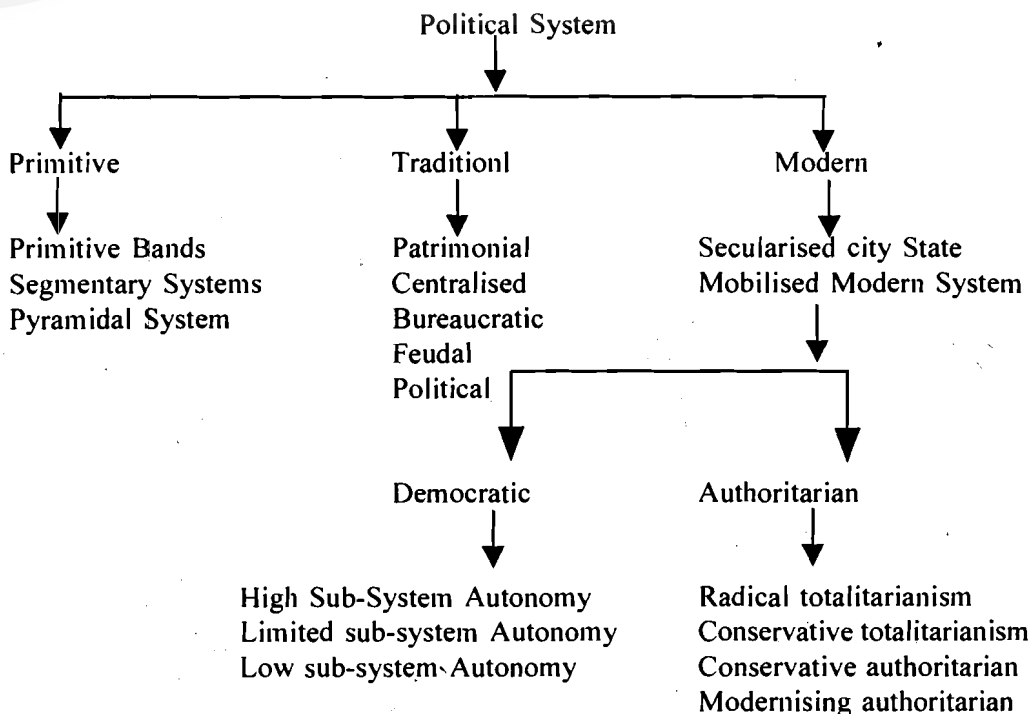 Political System
Primitive
Traditionl
Modern
Primitive Bands
Segmentary Systems
Pyramidal System
Patrimonial
Centralised
Bureaucratic
Feudal
Political
Secularised city State
Mobilised Modern System
Democratic
Authoritarian
High Sub-System Autonomy
Limited sub-system Autonomy
Low sub-system Autonomy
Radical totalitarianism
Conservative totalitarianism
Conservative authoritarian
Modernising authoritarian